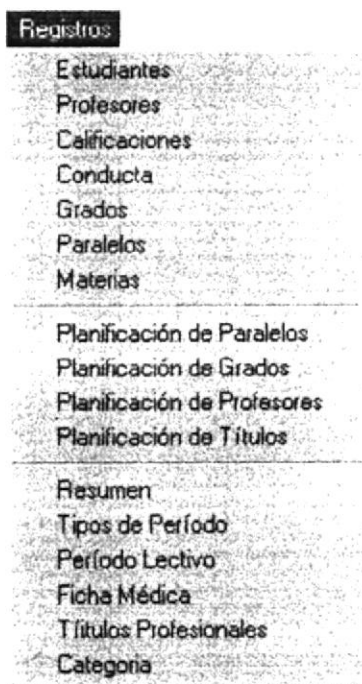 Registros
Estudiantes
Profesores
Calificaciones
Conducta
Grados
Paralelos
Materias
Planificación de Paralelos
Planificación de Grados
Planificación de Profesores
Planificación de Títulos
Resumen
Tipos de Período
Período Lectivo
Ficha Médica
Tíitulos Profesionales
Categoria